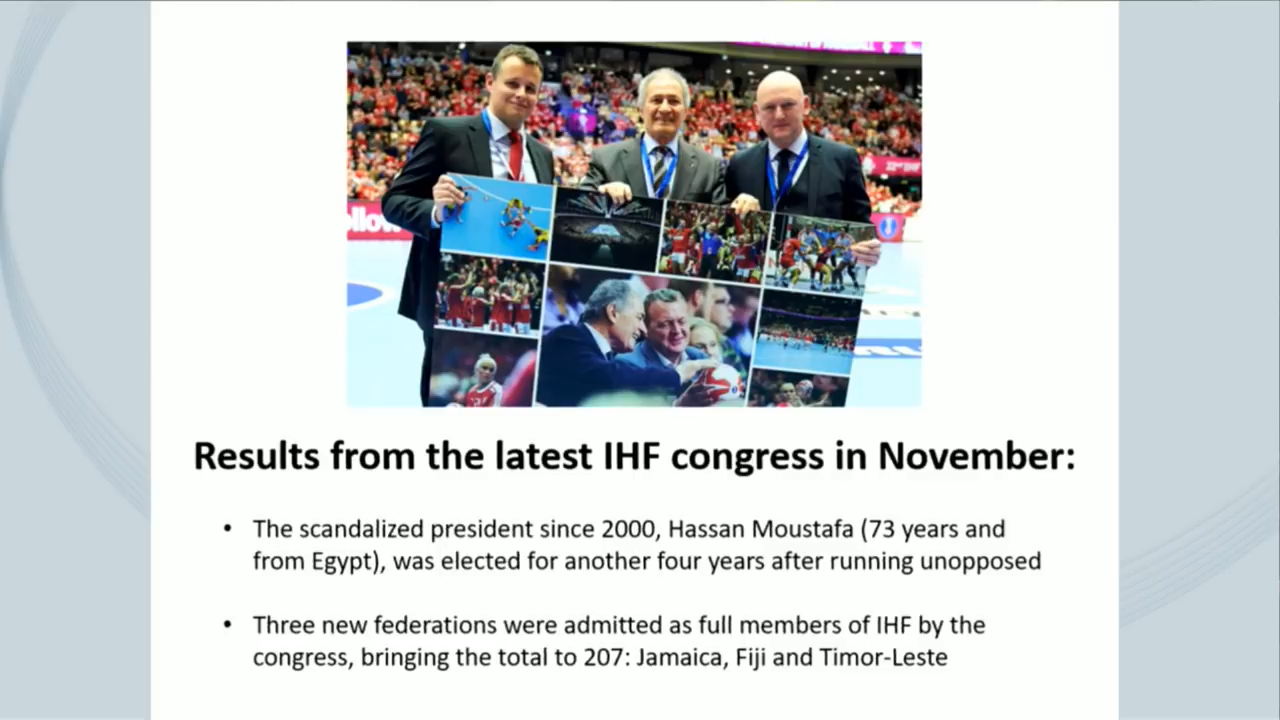 Results from the latest IHF congress in November:
• The scandalized president since 2000, Hassan Moustafa (73 years and
from Egypt), was elected for another four years after running unopposed
• Three new federations were admitted as full members of IHF by the
congress, bringing the total to 207: Jamaica, Fiji and Timor-Leste